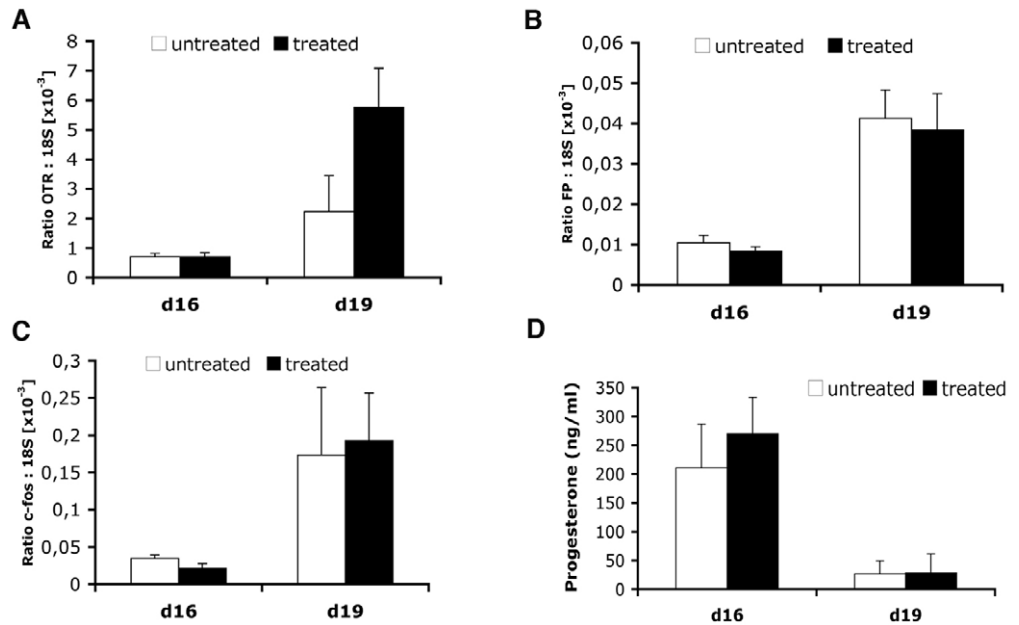 A
untreated treated
Ratio OTR : 18S [x10-3]
8
7
6
5
4
3
2
1
0
d16 d19
B
untreated treated
Ratio FP : 18S [x10-3]
0,06
0,05
0,04
0,03
0,02
0,01
0
d16 d19
C
untreated treated
Ratio c-fos : 18S [x10-3]
0,3
0,25
0,2
0,15
0,1
0,05
0
d16 d19
D
untreated treated
Progesterone (ng/ml)
350
300
250
200
150
100
50
0
d16 d19